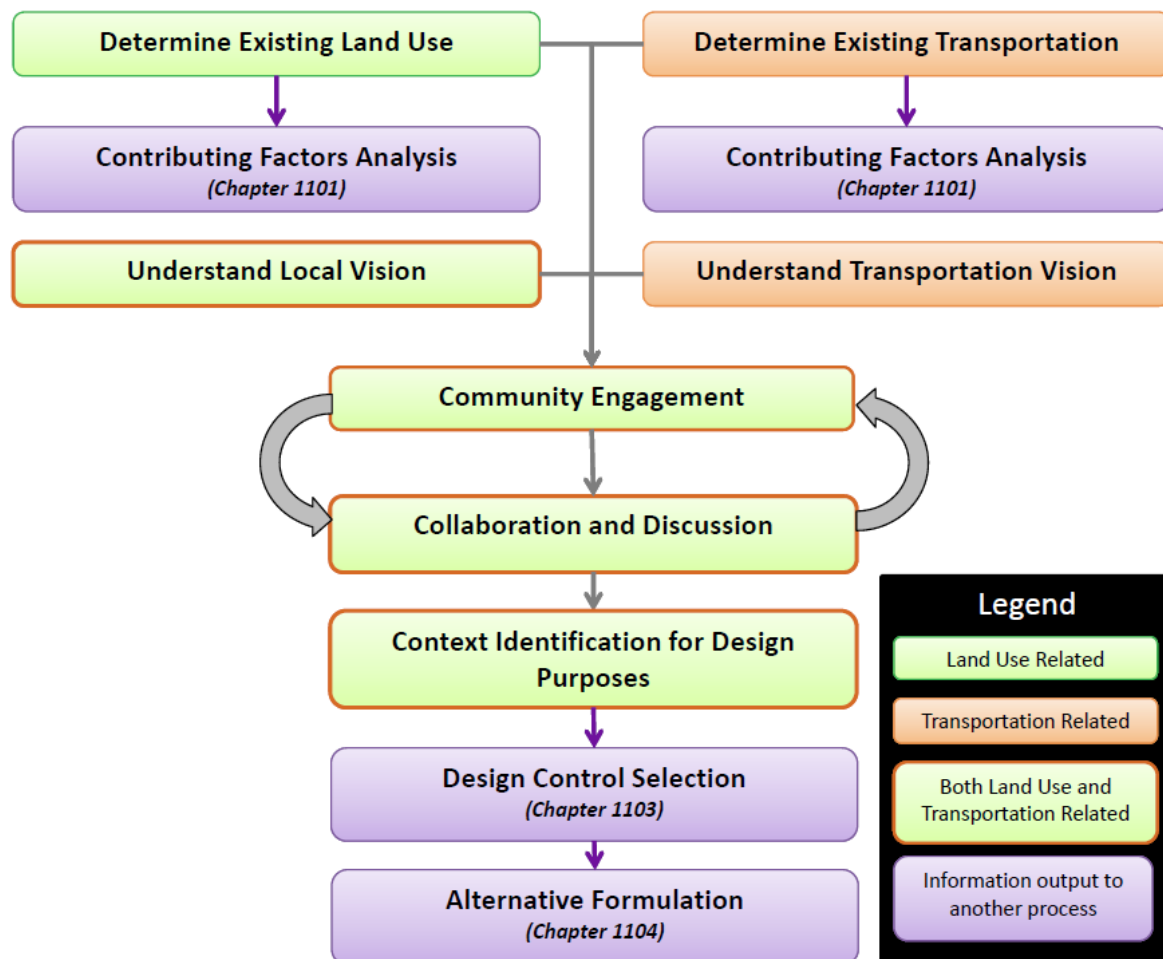 Determine Existing Land Use
Determine Existing Transportation
Contributing Factors Analysis
(Chapter 1101)
Contributing Factors Analysis
(Chapter 1101)
Understand Local Vision
Understand Transportation Vision
Community Engagement
Collaboration and Discussion
Context Identification for Design
Purposes
Design Control Selection
(Chapter 1103)
Alternative Formulation
(Chapter 1104)
Legend
Land Use Related
Transportation Related
Both Land Use and
Transportation Related
Information output to
another process